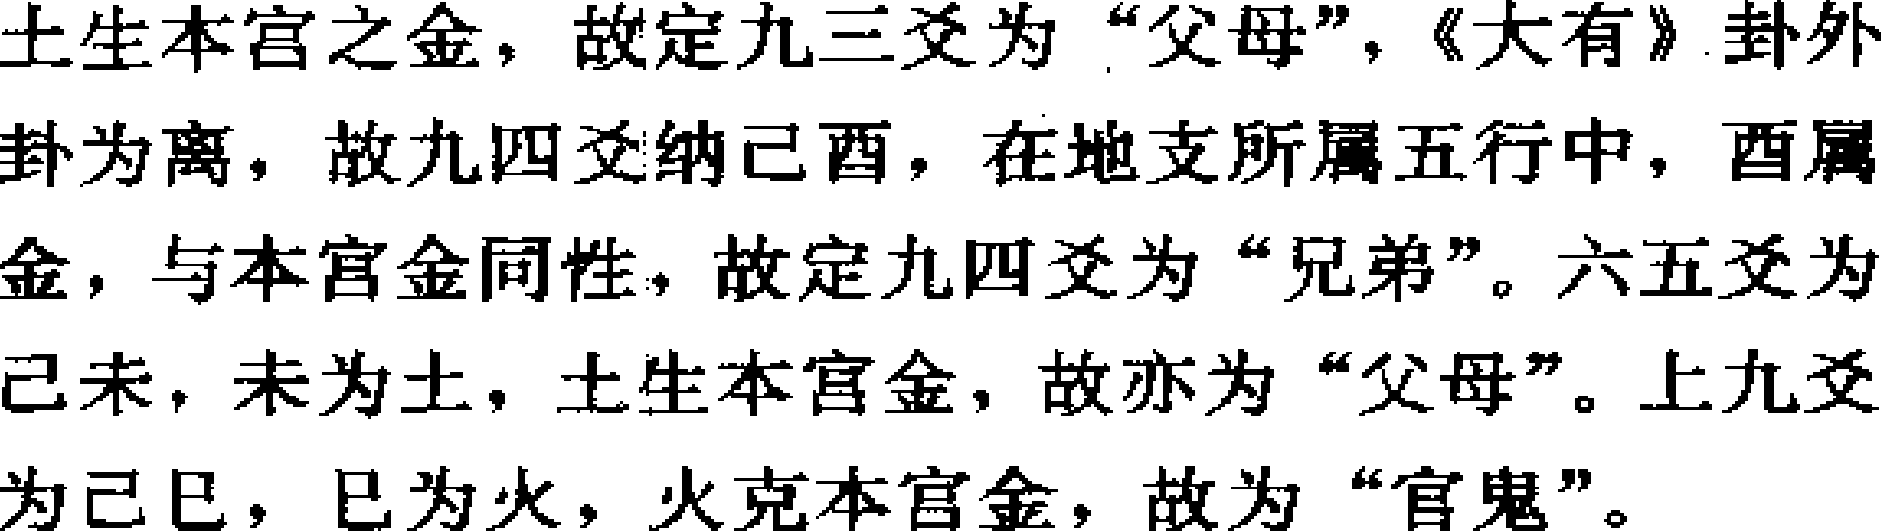 土生本宫之金，故定九三爻为“父母”，《大有》卦外
卦为离，故九四爻纳己酉，在地支所属五行中，酉属
金，与本宫金同性，故定九四爻为“兄弟”。六五爻为
己未，未为土，土生本宫金，故亦为“父母”。上九爻
为己巳，巳为火，火克本宫金，故为“官鬼”。